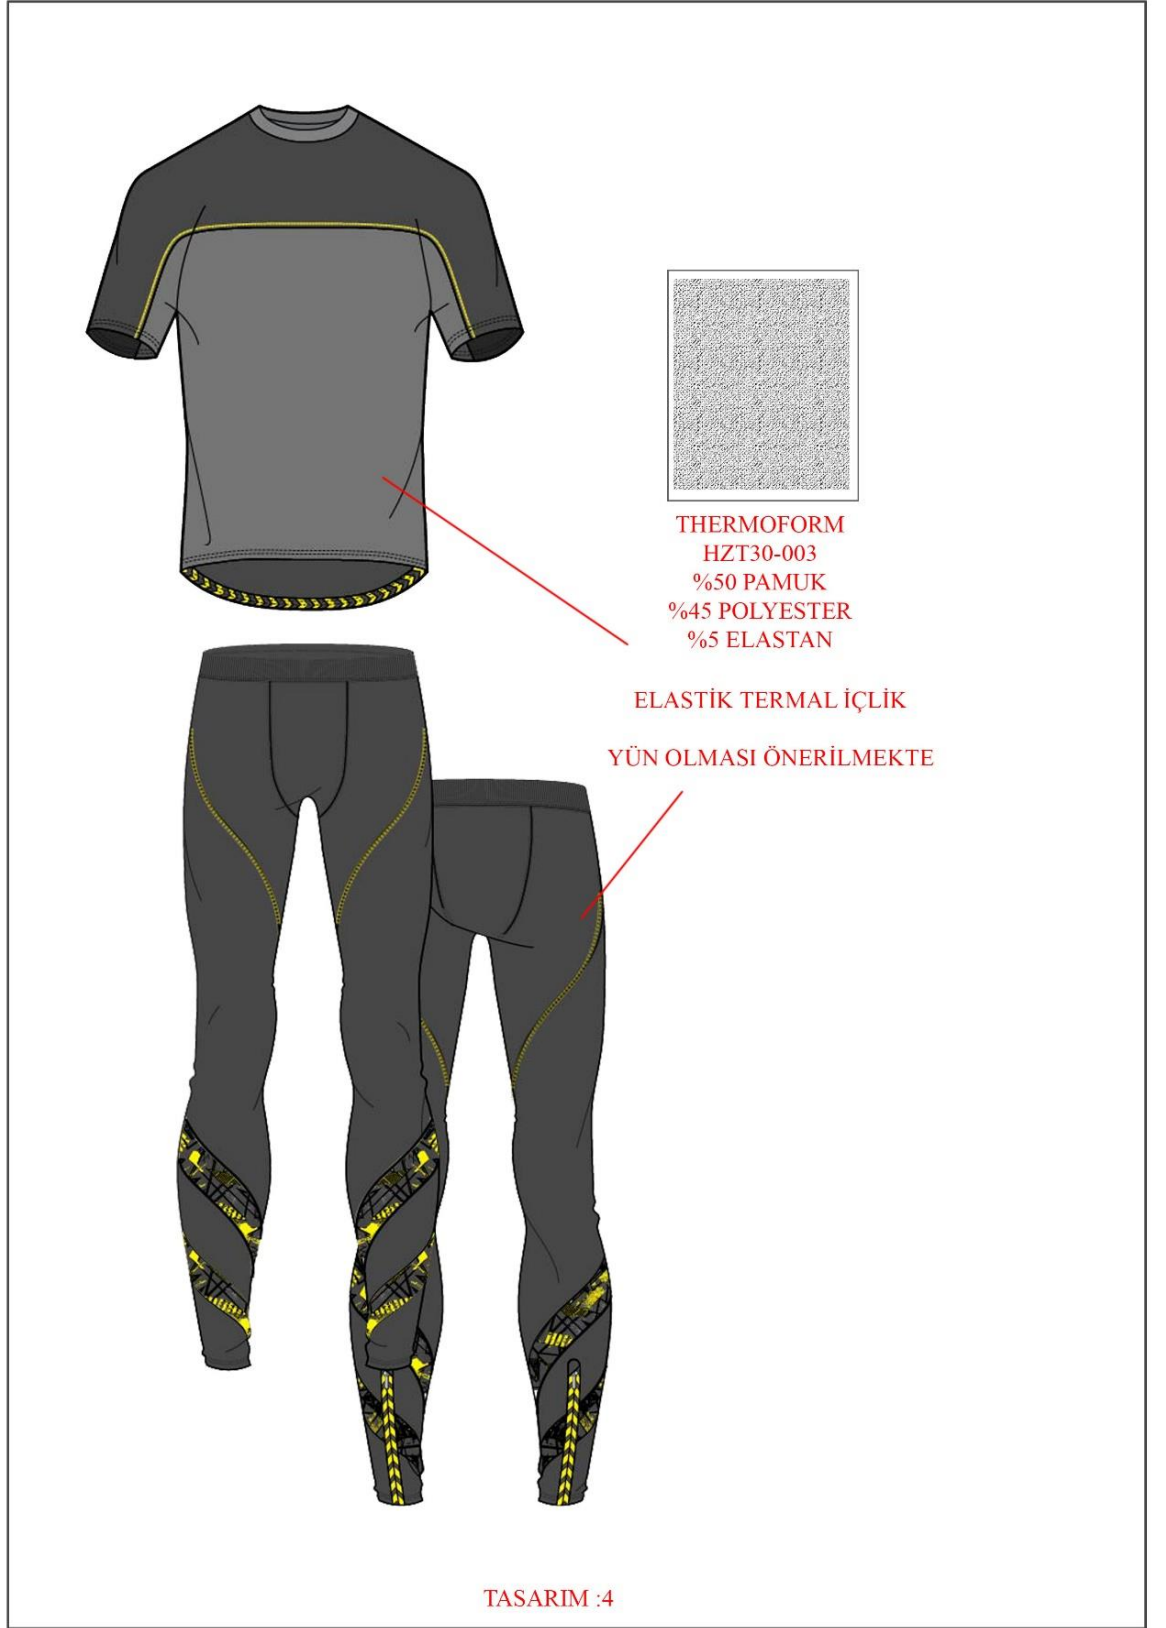 THERMOFORM
HZT30-003
%50 PAMUK
%45 POLYESTER
%5 ELASTAN
ELASTİK TERMAL İÇLİK
YÜN OLMASI ÖNERİLMEKTE
TASARIM :4